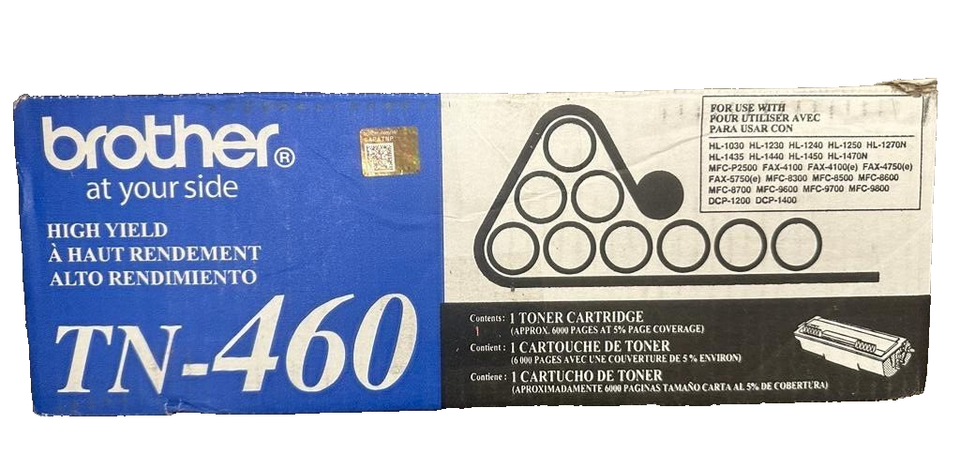 brother®
at your side
HIGH YIELD
À HAUT RENDEMENT
ALTO RENDIMIENTO
TN-460
FOR USE WITH
POUR UTILISER AVEC
PARA USAR CON
HL-1030 HL-1230 HL-1240 HL-1250 HL-1270N
HL-1435 HL-1440 HL-1450 HL-1470N
MFC-P2500 FAX-4100 FAX-4100(e) FAX-4750(e)
FAX-5750(e) MFC-8300 MFC-8500 MFC-8600
MFC-8700 MFC-9600 MFC-9700 MFC-9800
DCP-1200 DCP-1400
Contents: 1 TONER CARTRIDGE
(APPROX. 6000 PAGES AT 5% PAGE COVERAGE)
Contient : 1 CARTOUCHE DE TONER
(6 000 PAGES AVEC UNE COUVERTURE DE 5 % ENVIRON)
Contiene : 1 CARTUCHO DE TONER
(APROXIMADAMENTE 6000 PAGINAS TAMAÑO CARTA AL 5% DE COBERTURA)